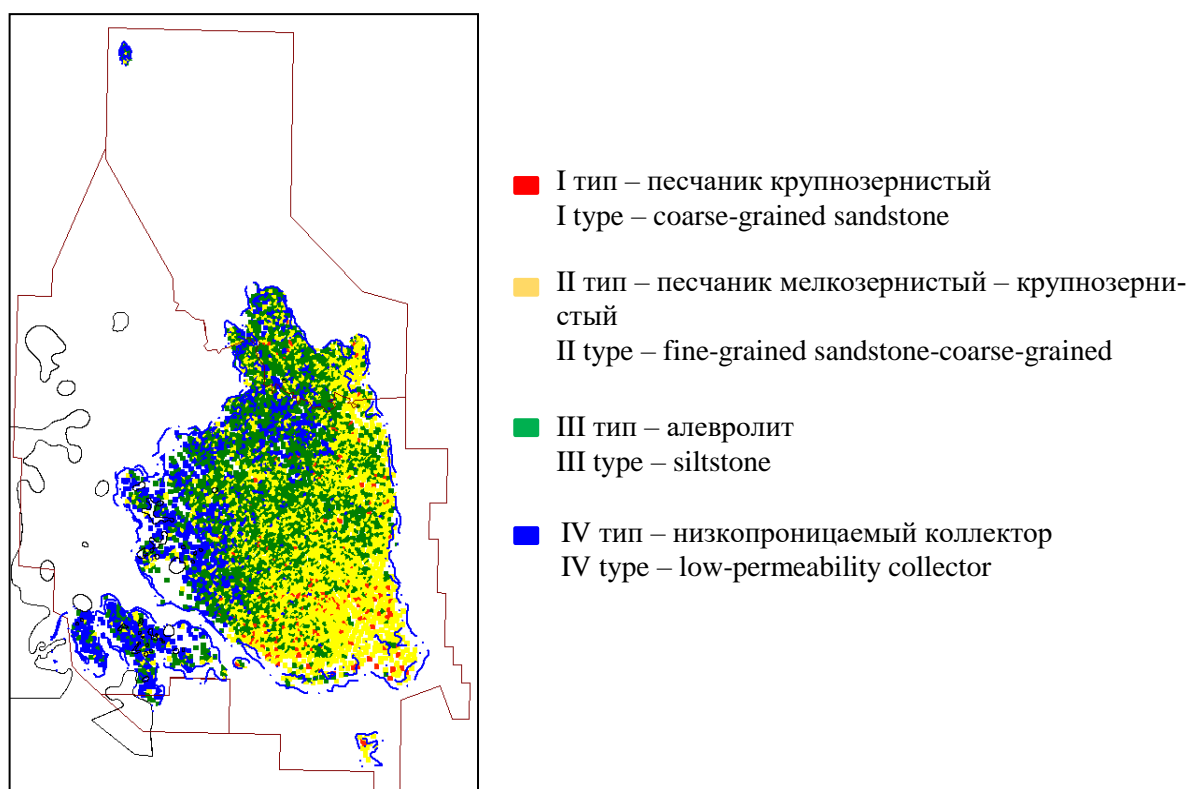 I тип – песчаник крупнозернистый
I type – coarse-grained sandstone
II тип – песчаник мелкозернистый – крупнозерни-
стый
II type – fine-grained sandstone-coarse-grained
III тип – алевролит
III type – siltstone
IV тип – низкопроницаемый коллектор
IV type – low-permeability collector